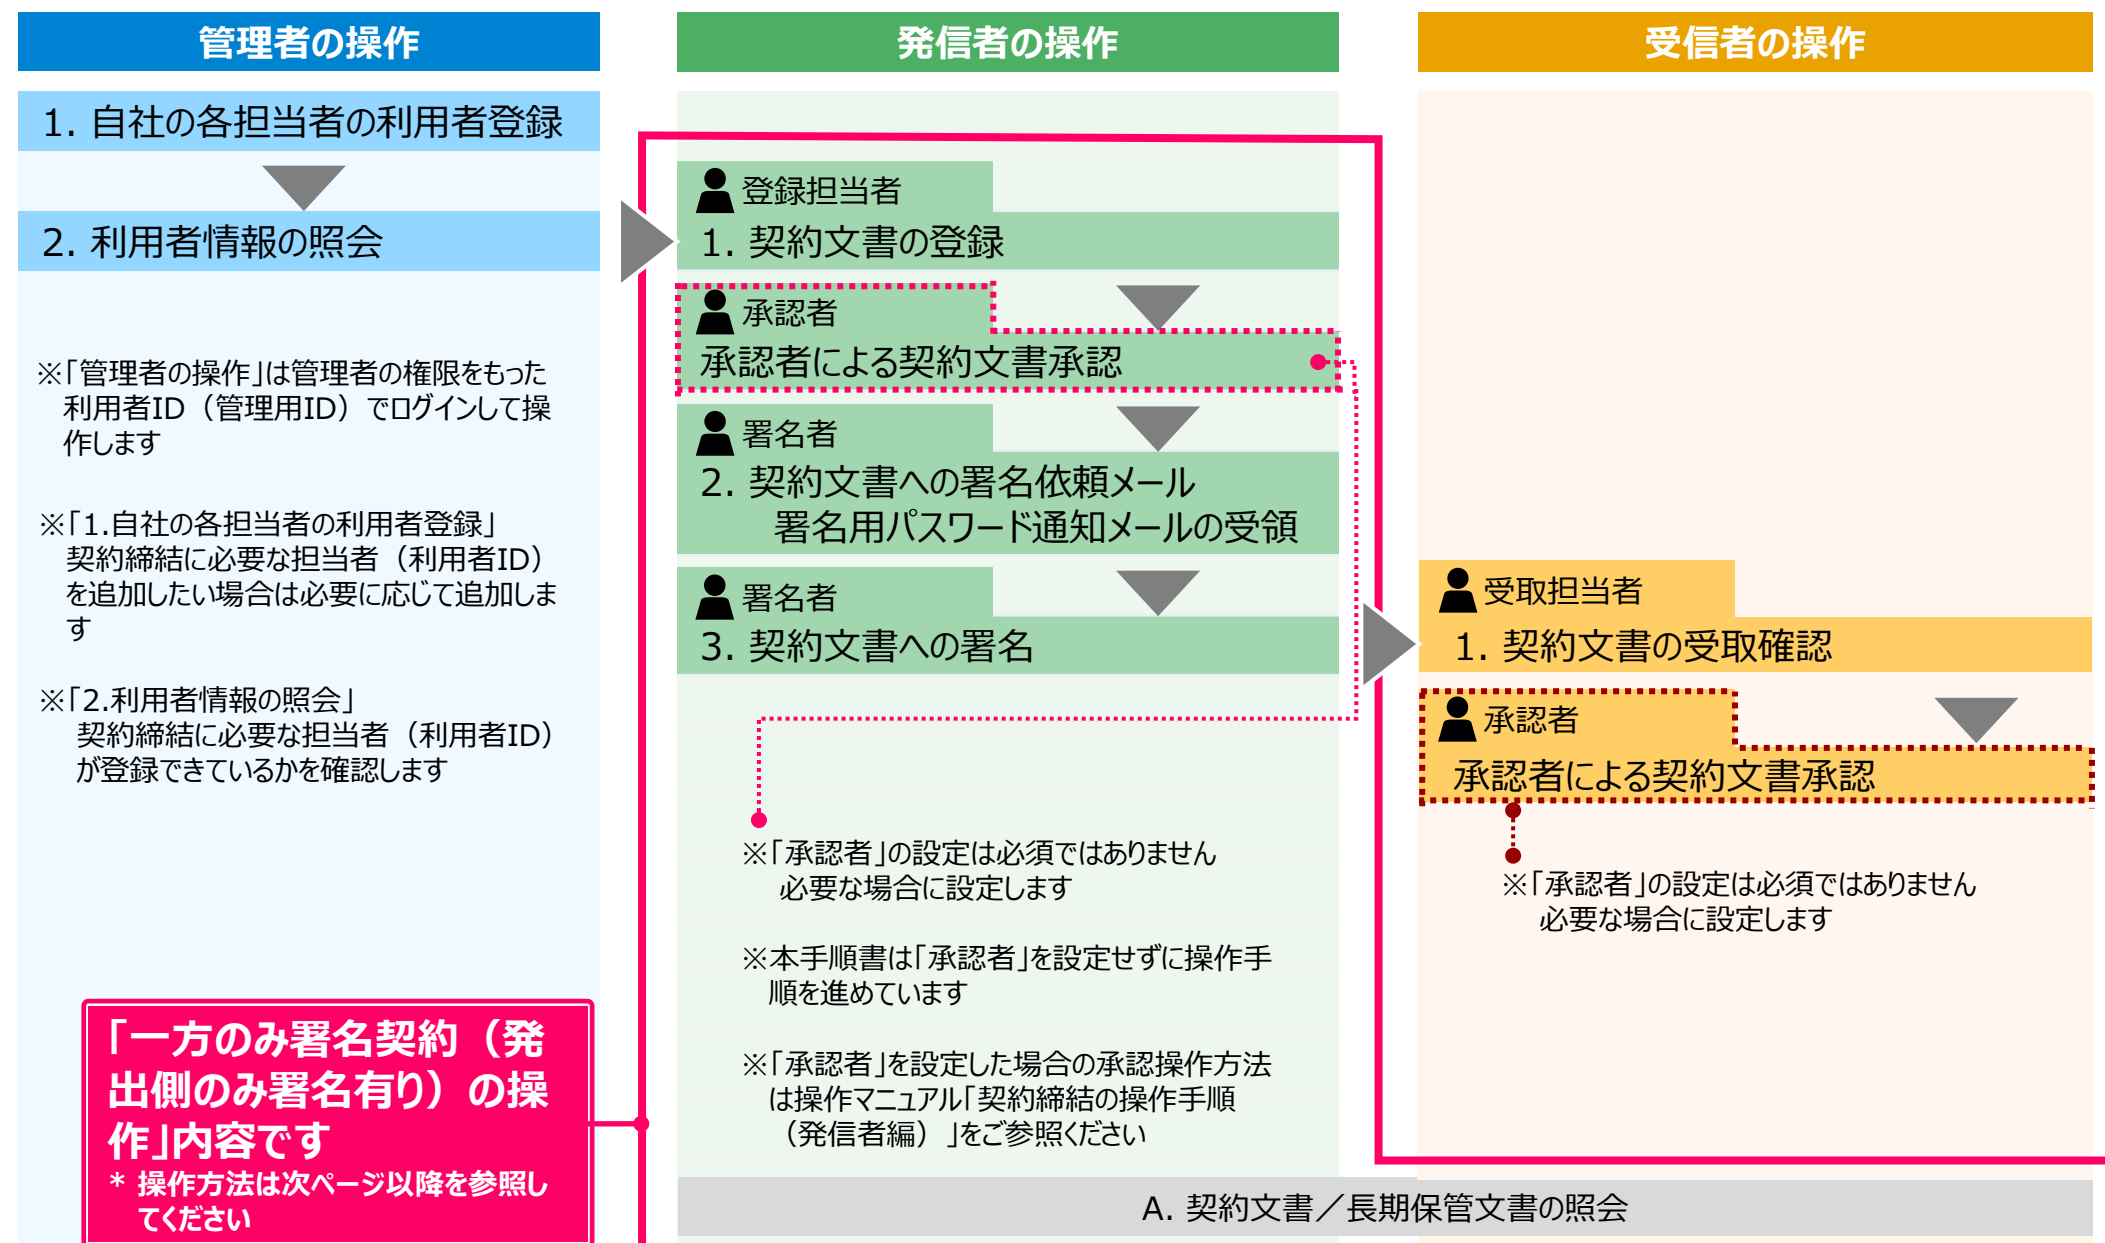 管理者の操作
1. 自社の各担当者の利用者登録
2. 利用者情報の照会
※「管理者の操作」は管理者の権限をもった
利用者ID（管理用ID）でログインして操
作します
※「1.自社の各担当者の利用者登録」
契約締結に必要な担当者（利用者ID）
を追加したい場合は必要に応じて追加しま
す
※「2.利用者情報の照会」
契約締結に必要な担当者（利用者ID）
が登録できているかを確認します
「一方のみ署名契約（発
出側のみ署名有り）の操
作」内容です
* 操作方法は次ページ以降を参照し
てください
発信者の操作
登録担当者
1. 契約文書の登録
承認者
承認者による契約文書承認
署名者
2. 契約文書への署名依頼メール
署名用パスワード通知メールの受領
署名者
3. 契約文書への署名
※「承認者」の設定は必須ではありません
必要な場合に設定します
※本手順書は「承認者」を設定せずに操作手
順を進めています
※「承認者」を設定した場合の承認操作方法
は操作マニュアル「契約締結の操作手順
（発信者編）」をご参照ください
受信者の操作
受取担当者
1. 契約文書の受取確認
承認者
承認者による契約文書承認
※「承認者」の設定は必須ではありません
必要な場合に設定します
A. 契約文書／長期保管文書の照会